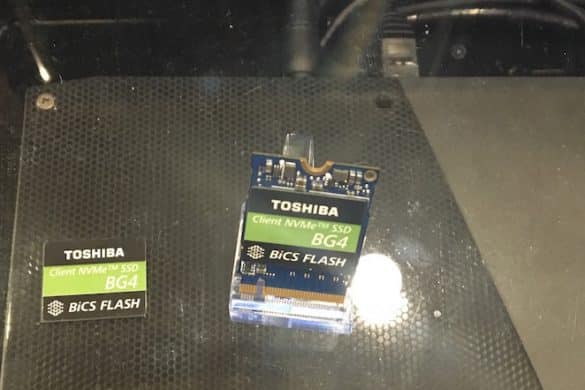 TOSHIBA
Client NVMe™ SSD
BG4
BiCS FLASH
TOSHIBA
Client NVMe™ SSD
BG4
BiCS FLASH